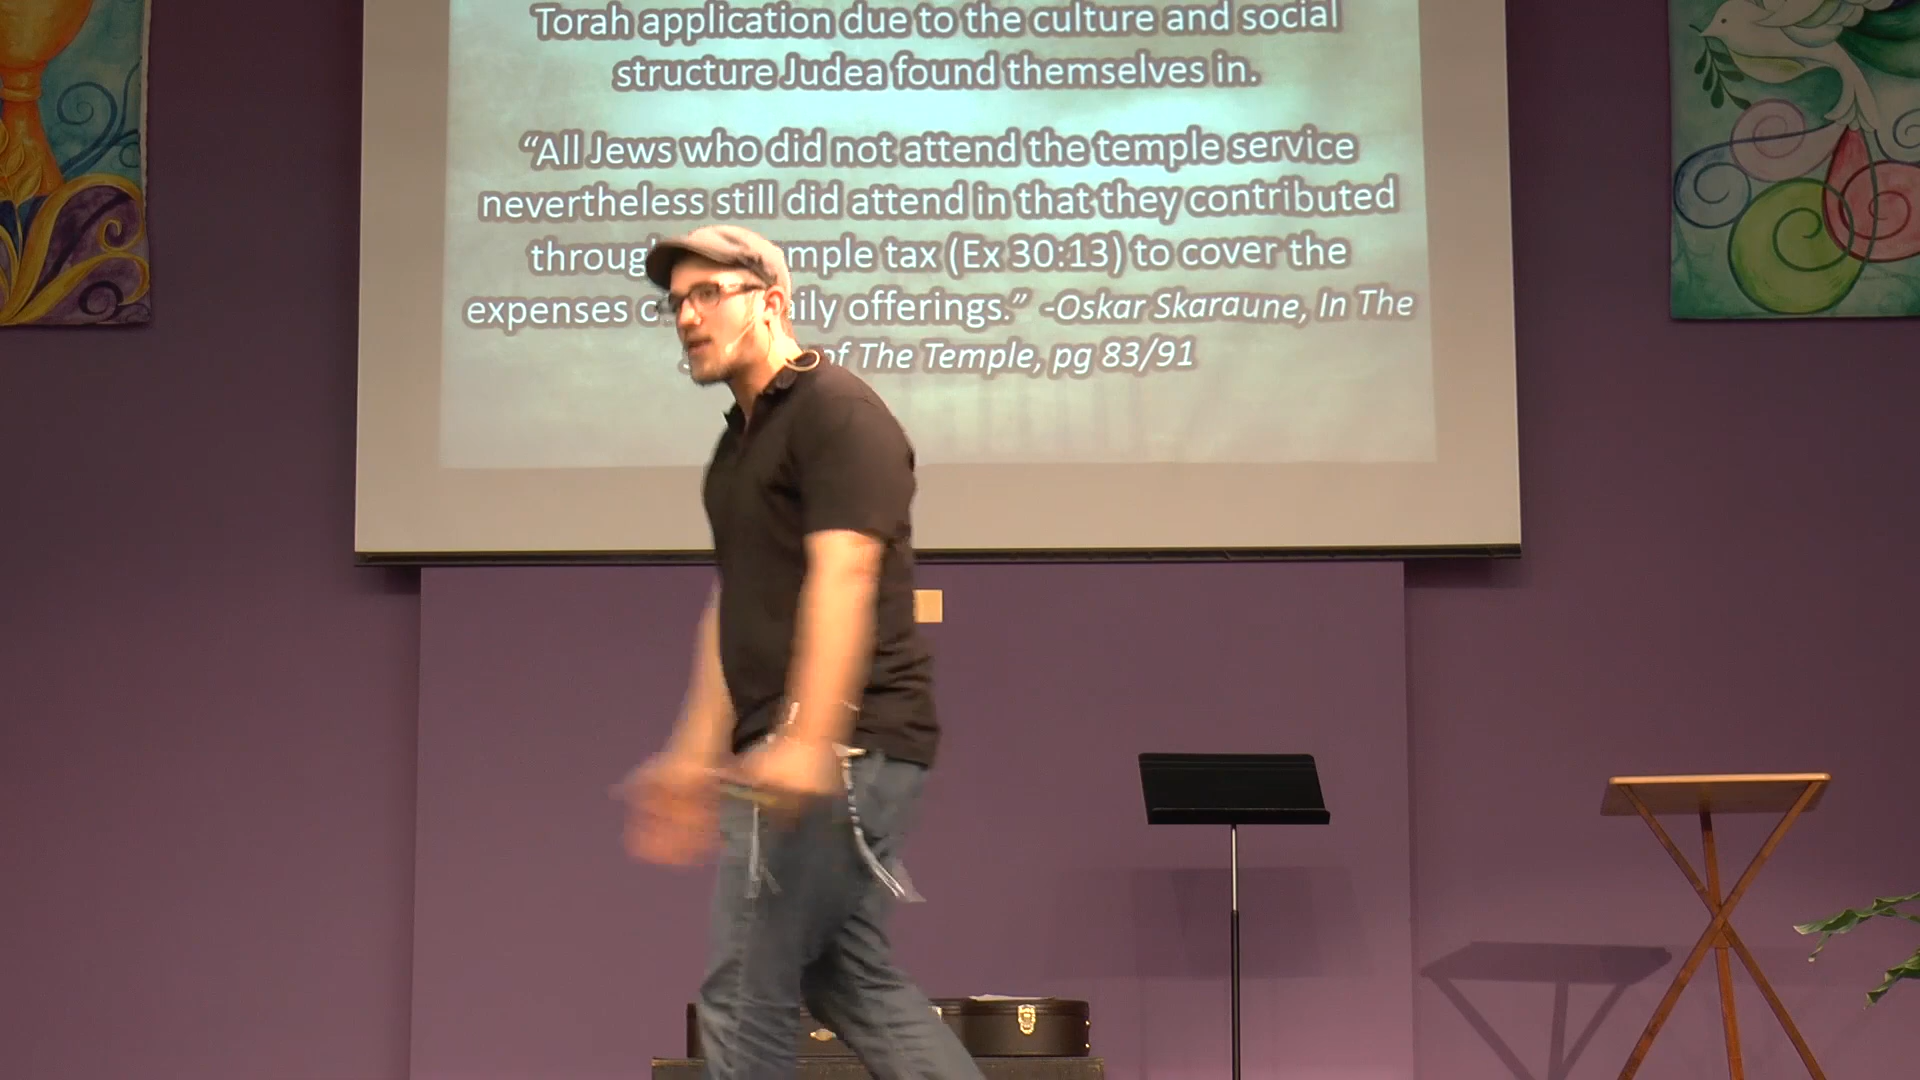 Torah application due to the culture and social
structure Judea found themselves in.
“All Jews who did not attend the temple service
nevertheless still did attend in that they contributed
tax (Ex 30:13) to cover the
expenses offerings.” -Oskar Skaraune, In The
of The Temple, pg 83/91